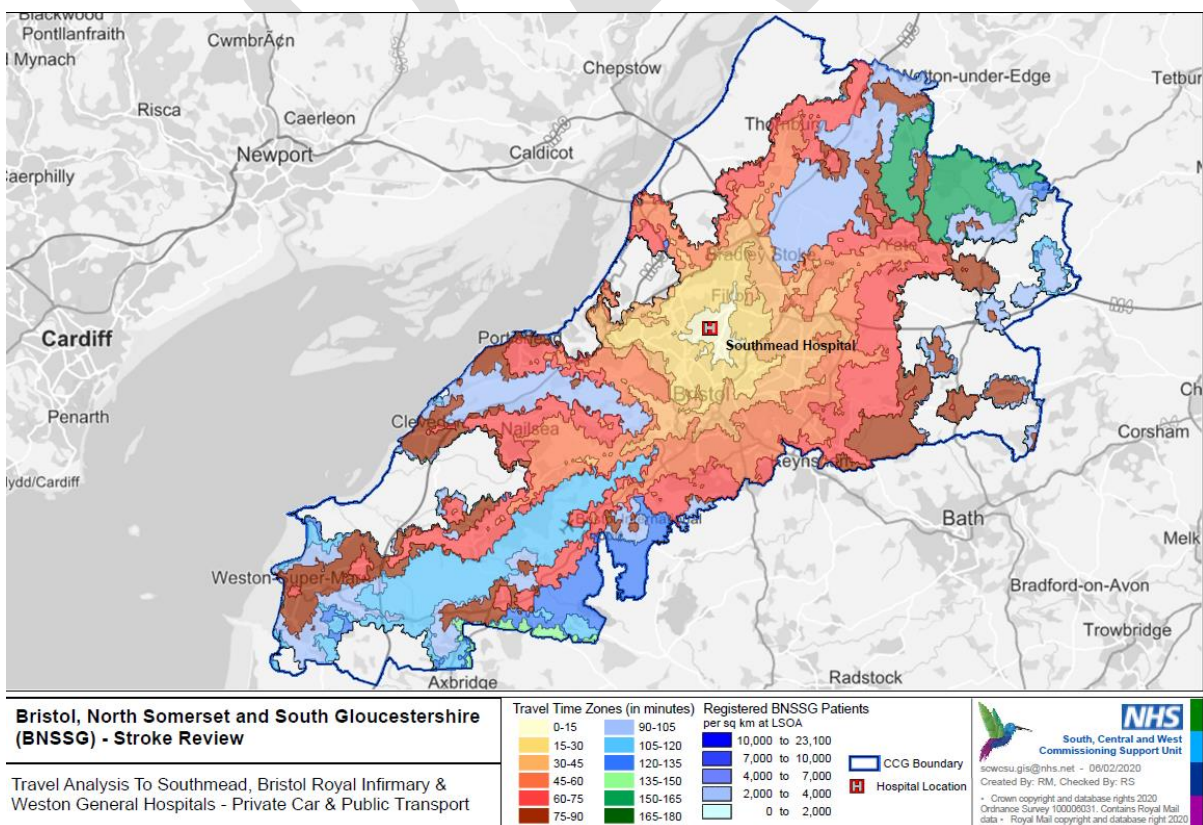 Blackwood
Pontllanfraith
Mynach
CwmbrÃ¢n
Chepstow
Wotton-under-Edge
Tetbur
Risca
Caerleon
Thornbury
Newport
Caldicot
Caerphilly
Bradley Stoke
Yate
Filton
Cardiff
Portishead
Southmead Hospital
Bristol
Penarth
Clevedon
Nailsea
Corsham
Keynsham
ydd/Cardiff
Bath
Melk
Weston-Super-Mare
Bradford-on-Avon
Trowbridge
Axbridge
Radstock
Bristol, North Somerset and South Gloucestershire
(BNSSG) - Stroke Review
Travel Analysis To Southmead, Bristol Royal Infirmary &
Weston General Hospitals - Private Car & Public Transport
Travel Time Zones (in minutes)
0-15
15-30
30-45
45-60
60-75
75-90
90-105
105-120
120-135
135-150
150-165
165-180
Registered BNSSG Patients
per sq km at LSOA
10,000 to 23,100
7,000 to 10,000
4,000 to 7,000
2,000 to 4,000
0 to 2,000
CCG Boundary
H Hospital Location
NHS
South, Central and West
Commissioning Support Unit
scwcsu.gis@nhs.net - 06/02/2020
Created By: RM, Checked By: RS
• Crown copyright and database rights 2020
Ordnance Survey 100006031. Contains Royal Mail
data • Royal Mail copyright and database right 2020